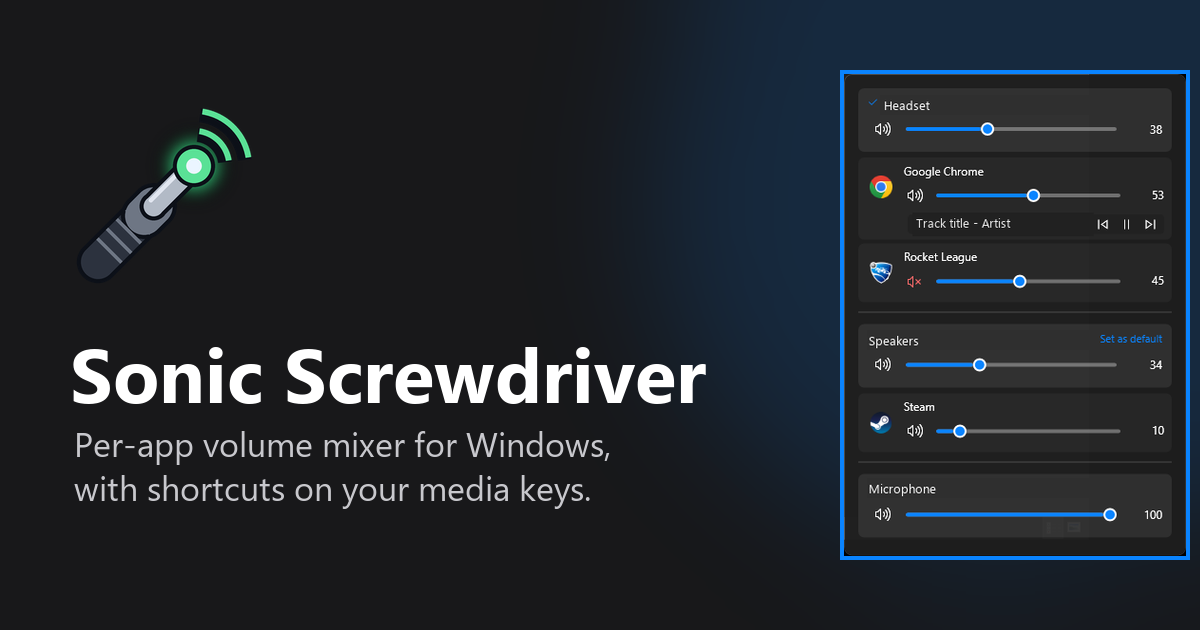 Sonic Screwdriver
Per-app volume mixer for Windows,
with shortcuts on your media keys.
Headset
38
Google Chrome
53
Track title - Artist
Rocket League
45
Speakers
Set as default
34
Steam
10
Microphone
100